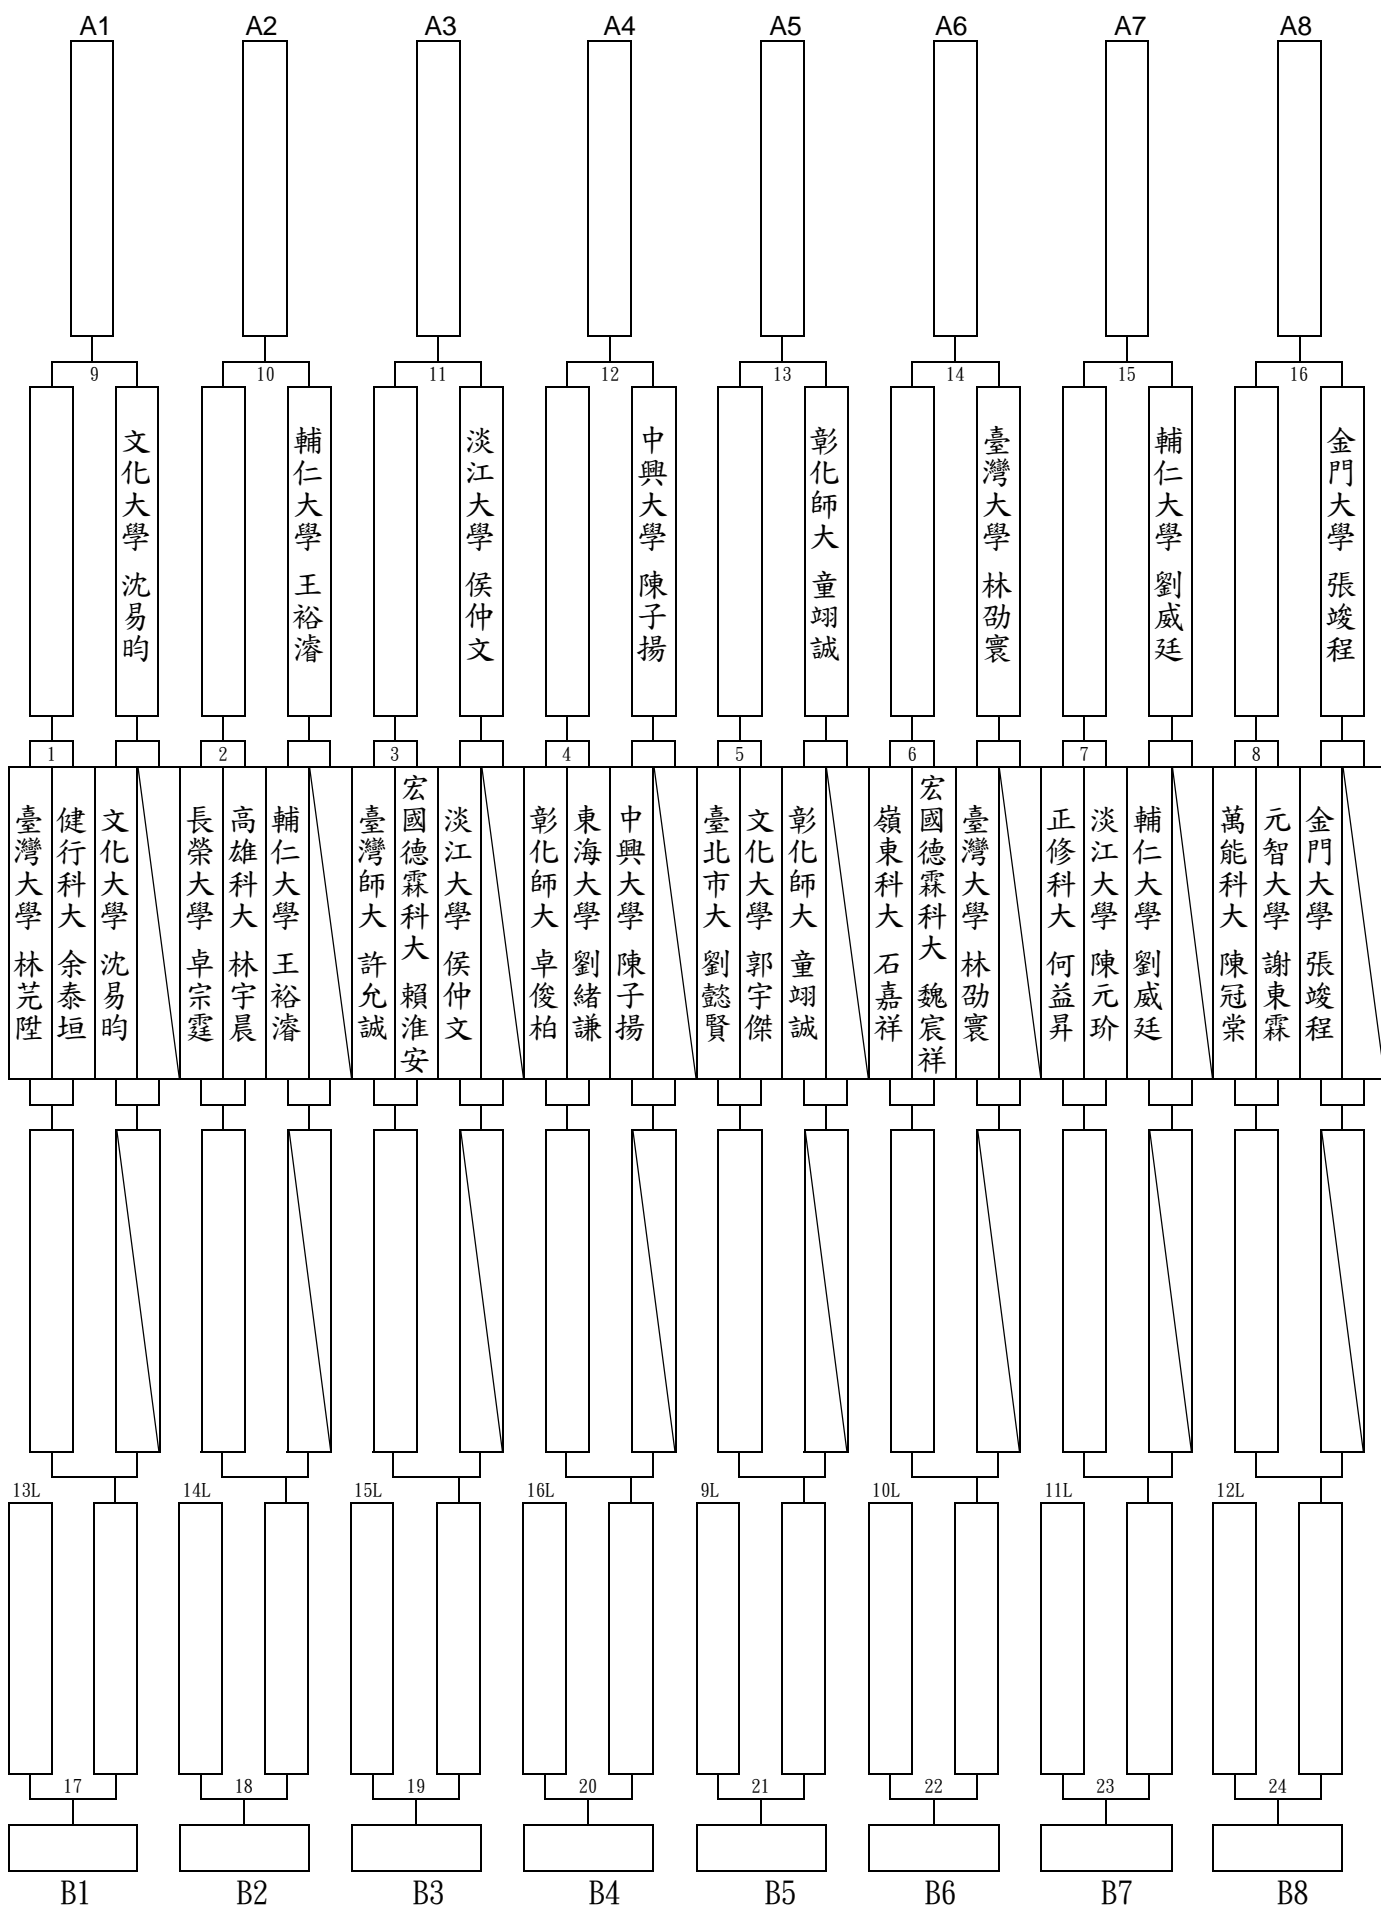 A1 A2 A3 A4 A5 A6 A7 A8
9 10 11 12 13 14 15 16
文化大學 沈易昀
輔仁大學 王裕濬
淡江大學 侯仲文
中興大學 陳子揚
彰化師大 童翊誠
臺灣大學 林劭寰
輔仁大學 劉威廷
金門大學 張竣程
1 2 3 4 5 6 7 8
臺灣大學 林芫陞
健行科大 余泰垣
文化大學 沈易昀
長榮大學 卓宗霆
高雄科大 林宇晨
輔仁大學 王裕濬
臺灣師大 許允誠
宏國德霖科大 賴淮安
淡江大學 侯仲文
彰化師大 卓俊柏
東海大學 劉緒謙
中興大學 陳子揚
臺北市大 劉懿賢
文化大學 郭宇傑
彰化師大 童翊誠
嶺東科大 石嘉祥
宏國德霖科大 魏宸祥
臺灣大學 林劭寰
正修科大 何益昇
淡江大學 陳元玠
輔仁大學 劉威廷
萬能科大 陳冠棠
元智大學 謝東霖
金門大學 張竣程
13L 14L 15L 16L 9L 10L 11L 12L
17 18 19 20 21 22 23 24
B1 B2 B3 B4 B5 B6 B7 B8